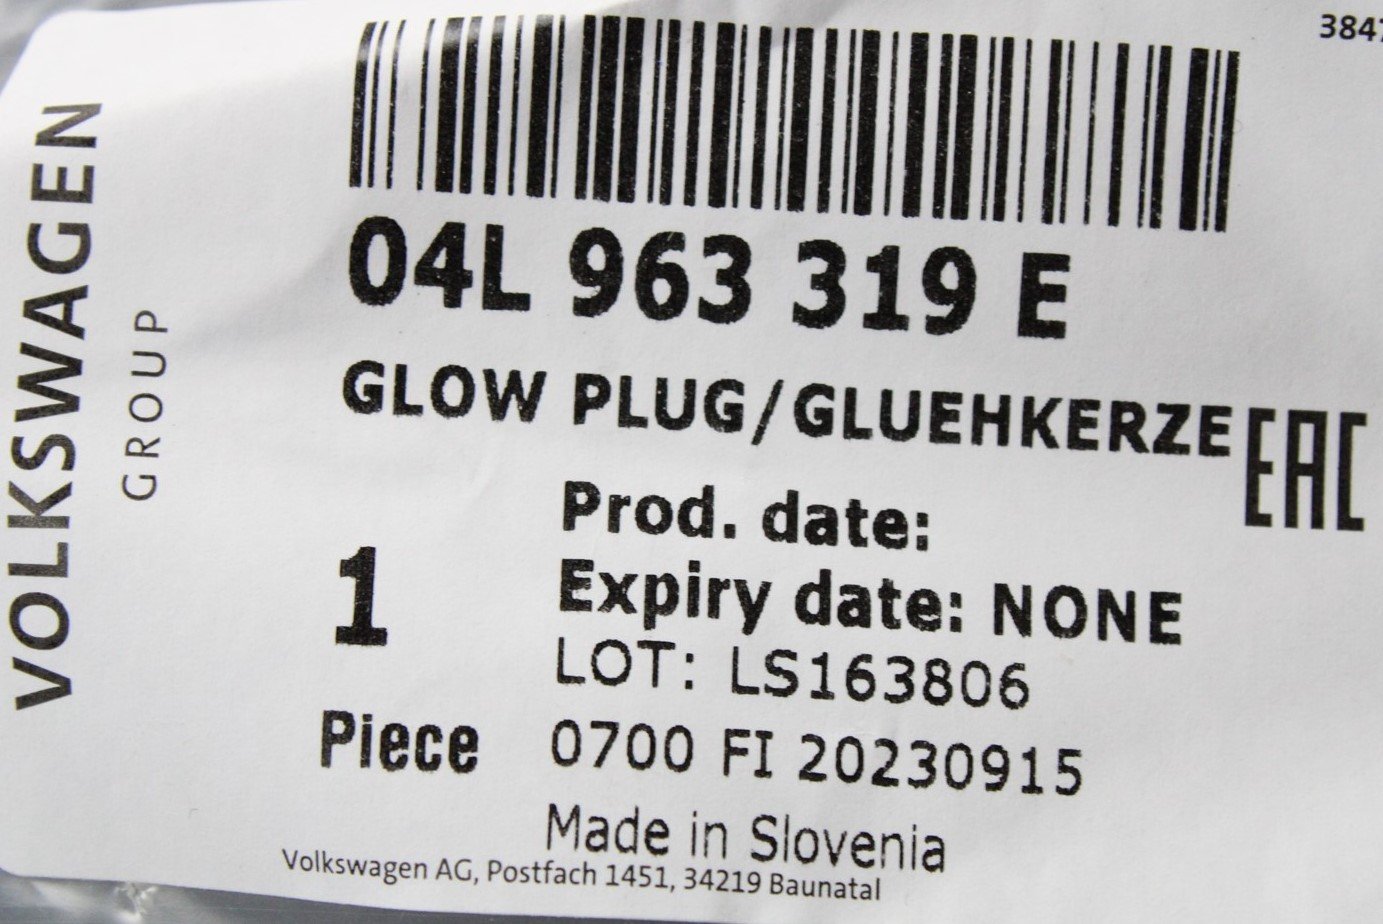 3847
VOLKSWAGEN
GROUP
04L 963 319 E
GLOW PLUG/GLUEHKERZE
EAC
Prod. date:
Expiry date: NONE
1
Piece
LOT: LS163806
0700 FI 20230915
Made in Slovenia
Volkswagen AG, Postfach 1451, 34219 Baunatal